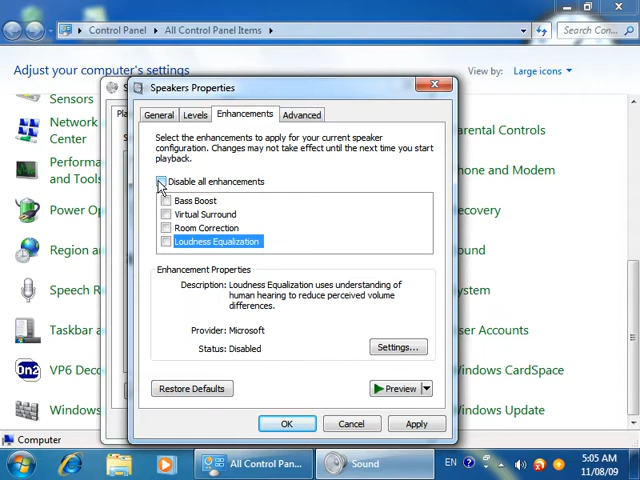 Control Panel
All Control Panel Items
Search Con...
Adjust your computer's settings
View by:
Large icons
Sensors
Network
Center
Performa
and Tools
Power Op
Region a
Speech R
Taskbar a
VP6 Deco
Windows
arental Controls
hone and Modem
ecovery
ound
ystem
ser Accounts
indows CardSpace
indows Update
Speakers Properties
General
Levels
Enhancements
Advanced
Select the enhancements to apply for your current speaker
configuration. Changes may not take effect until the next time you start
playback.
Disable all enhancements
Bass Boost
Virtual Surround
Room Correction
Loudness Equalization
Enhancement Properties
Description: Loudness Equalization uses understanding of
human hearing to reduce perceived volume
differences.
Provider: Microsoft
Status: Disabled
Settings...
Restore Defaults
Preview
OK
Cancel
Apply
Computer
All Control Pan...
Sound
EN
5:05 AM
11/08/09